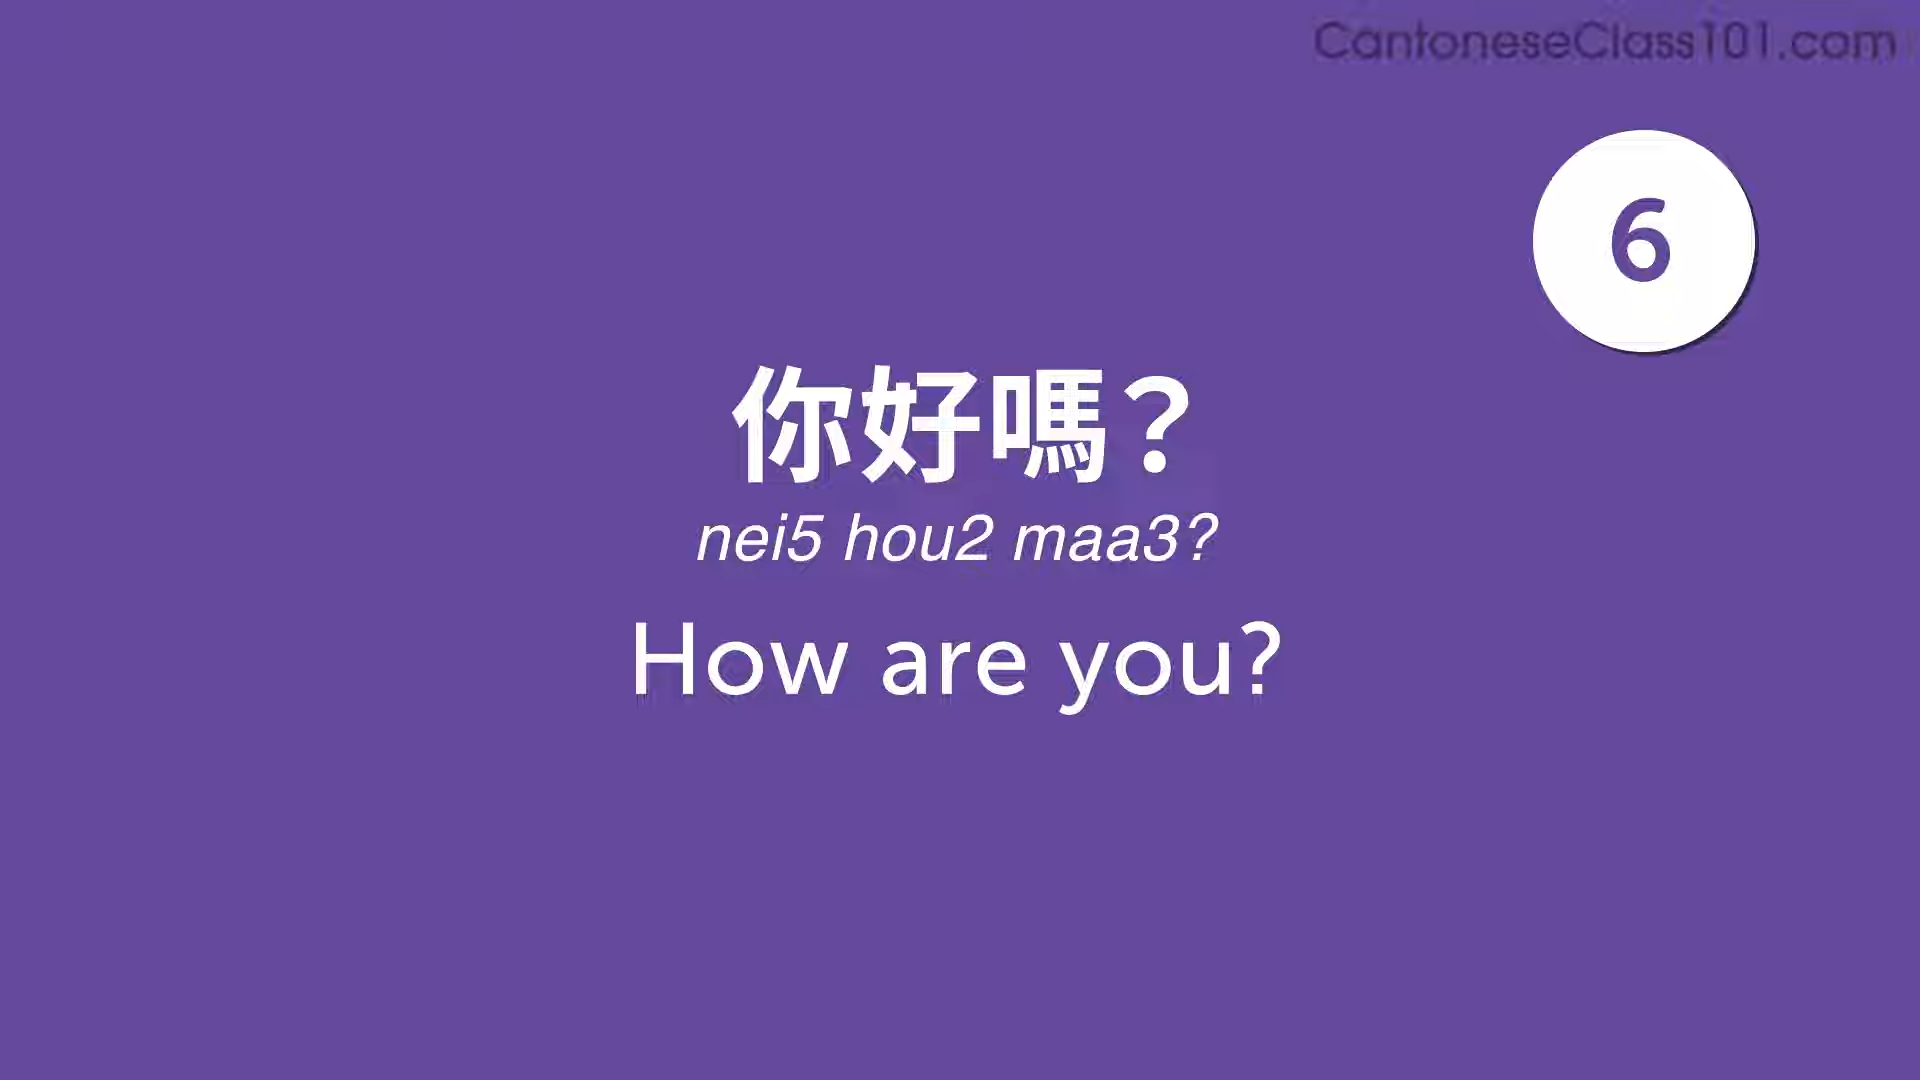 CantoneseClass101.com
6
你好嗎？
nei5 hou2 maa3?
How are you?